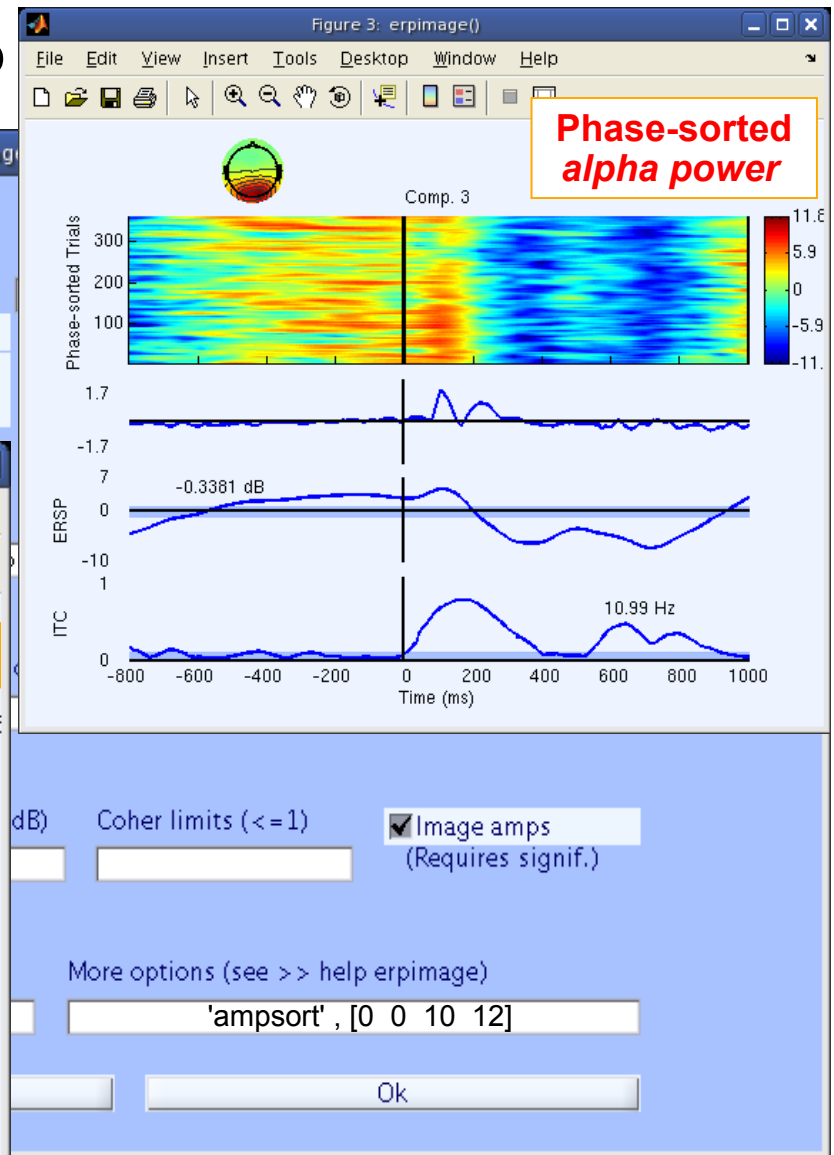 Figure 3: erpimage()
File Edit View Insert Tools Desktop Window Help
Phase-sorted
alpha power
Comp. 3
Phase-sorted Trials
300
200
100
11.8
5.9
0
-5.9
-11.
1.7
-1.7
7
-0.3381 dB
ERSP
0
-10
1
10.99 Hz
ITC
0
-800 -600 -400 -200 0 200 400 600 800 1000
Time (ms)
dB) Coher limits (<=1) Image amps
(Requires signif.)
More options (see >> help erpimage)
'ampsort' , [0 0 10 12]
Ok